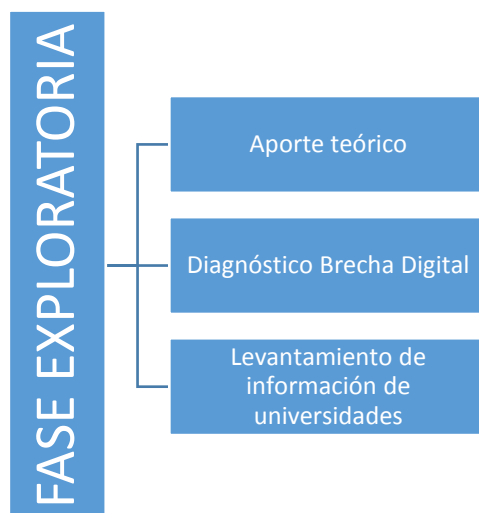 FASE EXPLORATORIA
Aporte teórico
Diagnóstico Brecha Digital
Levantamiento de
información de
universidades